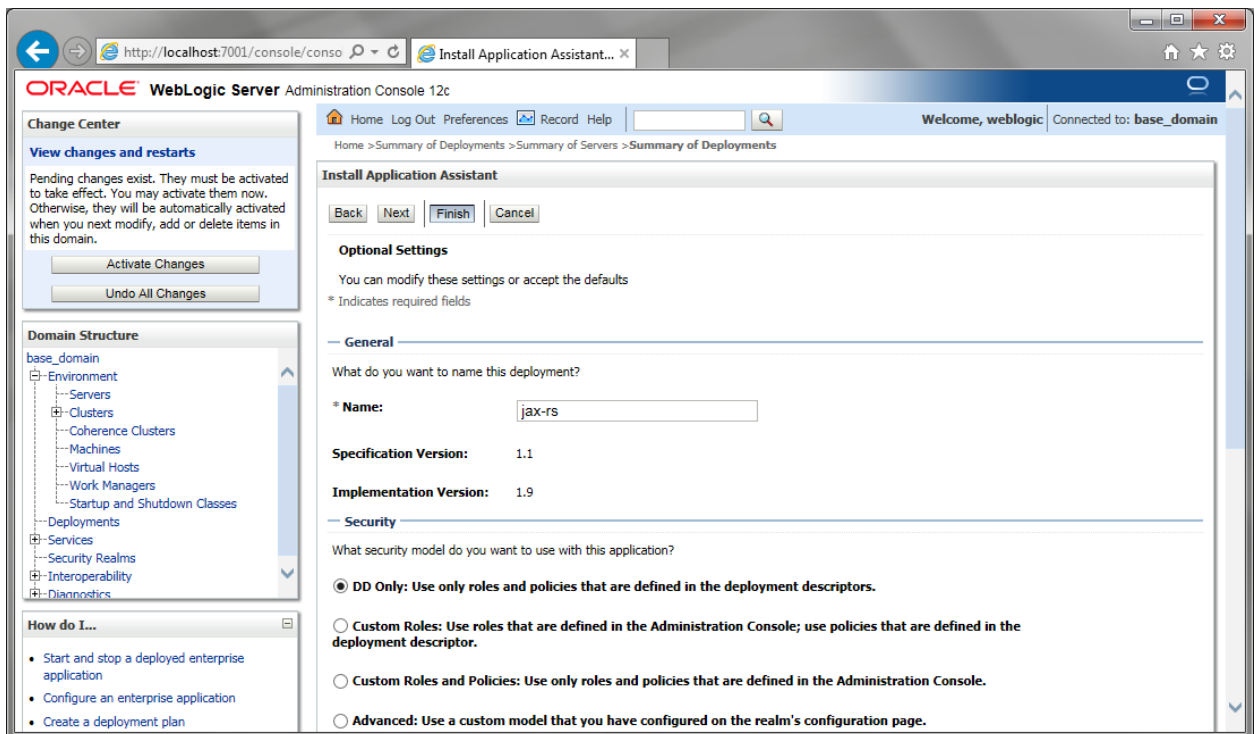 http://localhost:7001/console/conso
Install Application Assistant...
ORACLE WebLogic Server Administration Console 12c
Change Center
View changes and restarts
Pending changes exist. They must be activated
to take effect. You may activate them now.
Otherwise, they will be automatically activated
when you next modify, add or delete items in
this domain.
Activate Changes
Undo All Changes
Domain Structure
base_domain
Environment
Servers
Clusters
Coherence Clusters
Machines
Virtual Hosts
Work Managers
Startup and Shutdown Classes
Deployments
Services
Security Realms
Interoperability
Diagnostics
How do I...
• Start and stop a deployed enterprise
application
• Configure an enterprise application
• Create a deployment plan
Home Log Out Preferences Record Help
Welcome, weblogic Connected to: base_domain
Home >Summary of Deployments >Summary of Servers >Summary of Deployments
Install Application Assistant
Back Next Finish Cancel
Optional Settings
You can modify these settings or accept the defaults
* Indicates required fields
General
What do you want to name this deployment?
* Name: jax-rs
Specification Version: 1.1
Implementation Version: 1.9
Security
What security model do you want to use with this application?
DD Only: Use only roles and policies that are defined in the deployment descriptors.
Custom Roles: Use roles that are defined in the Administration Console; use policies that are defined in the
deployment descriptor.
Custom Roles and Policies: Use only roles and policies that are defined in the Administration Console.
Advanced: Use a custom model that you have configured on the realm's configuration page.